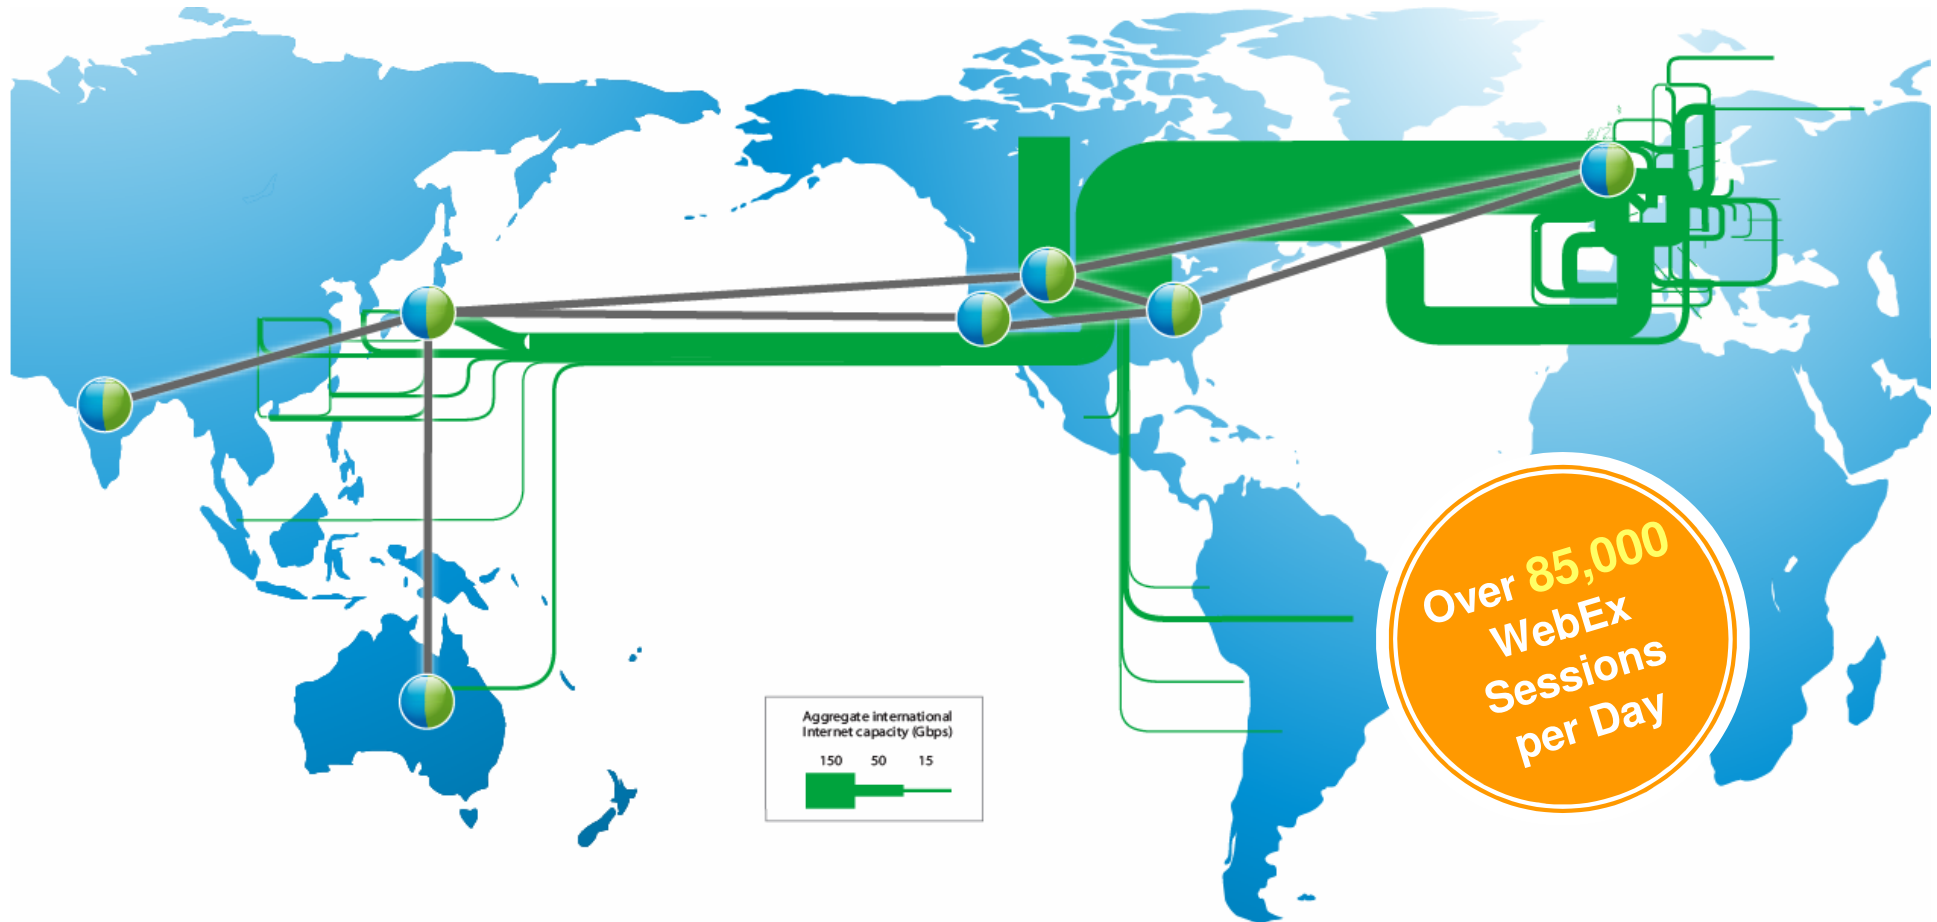 Aggregate international
Internet capacity (Gbps)
150 50 15
Over 85,000
WebEx
Sessions
per Day